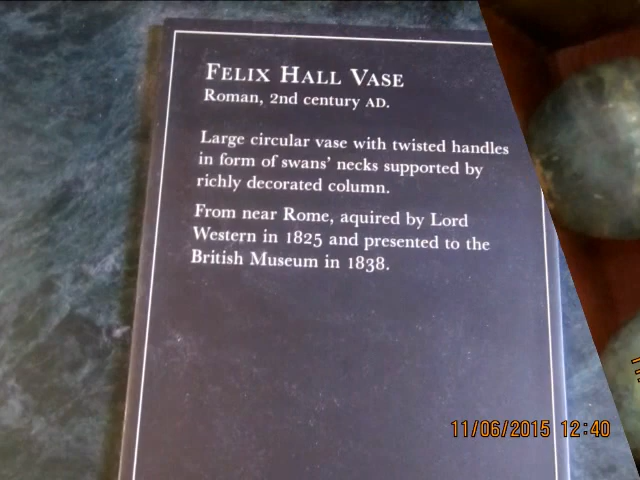 FELIX HALL VASE
Roman, 2nd century AD.
Large circular vase with twisted handles
in form of swans' necks supported by
richly decorated column.
From near Rome, aquired by Lord
Western in 1825 and presented to the
British Museum in 1838.
11/06/2015 12:40